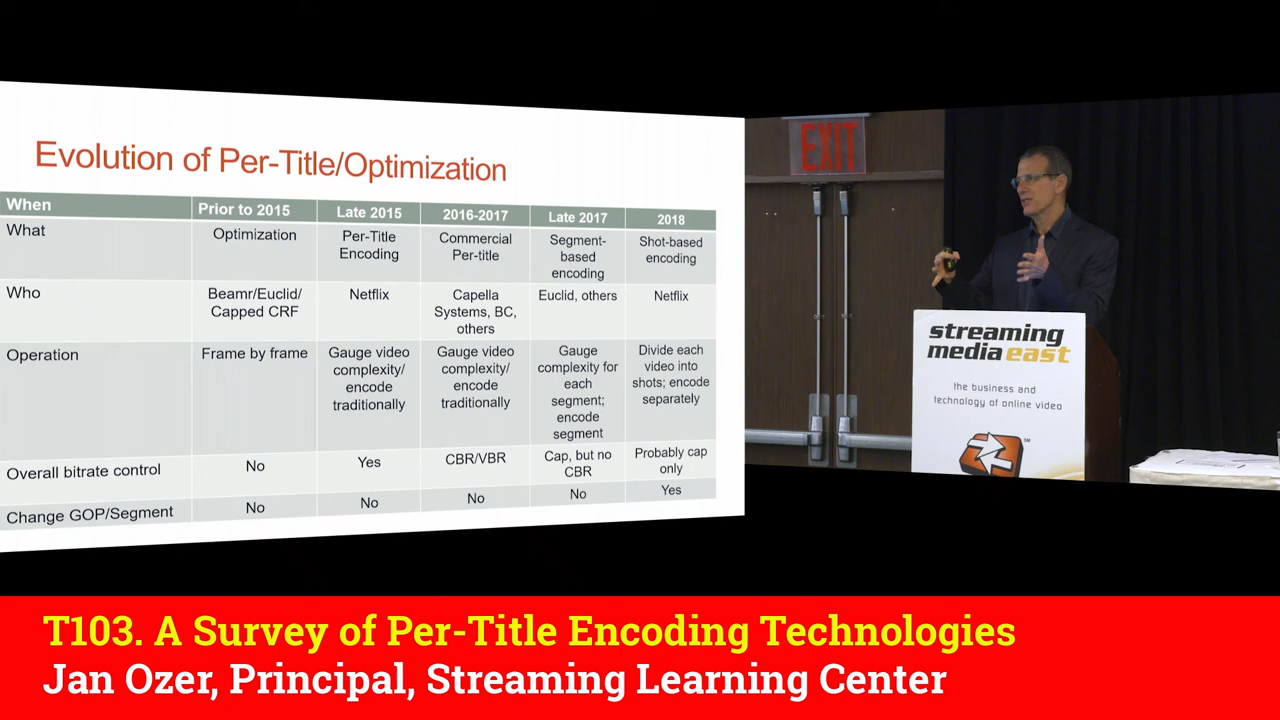 Evolution of Per-Title/Optimization
When Prior to 2015 Late 2015 2016-2017 Late 2017 2018
What Optimization Per-Title Encoding Commercial Per-title Segment-based encoding Shot-based encoding
Who Beamr/Euclid/Capped CRF Netflix Capella Systems, BC, others Euclid, others Netflix
Operation Frame by frame Gauge video complexity/encode traditionally Gauge video complexity/encode traditionally Gauge complexity for each segment; encode segment Divide each video into shots; encode separately
Overall bitrate control No Yes CBR/VBR Cap, but no CBR Probably cap only
Change GOP/Segment No No No No Yes
EXIT
streaming
media east
the business and
technology of online video
SM
T103. A Survey of Per-Title Encoding Technologies
Jan Ozer, Principal, Streaming Learning Center